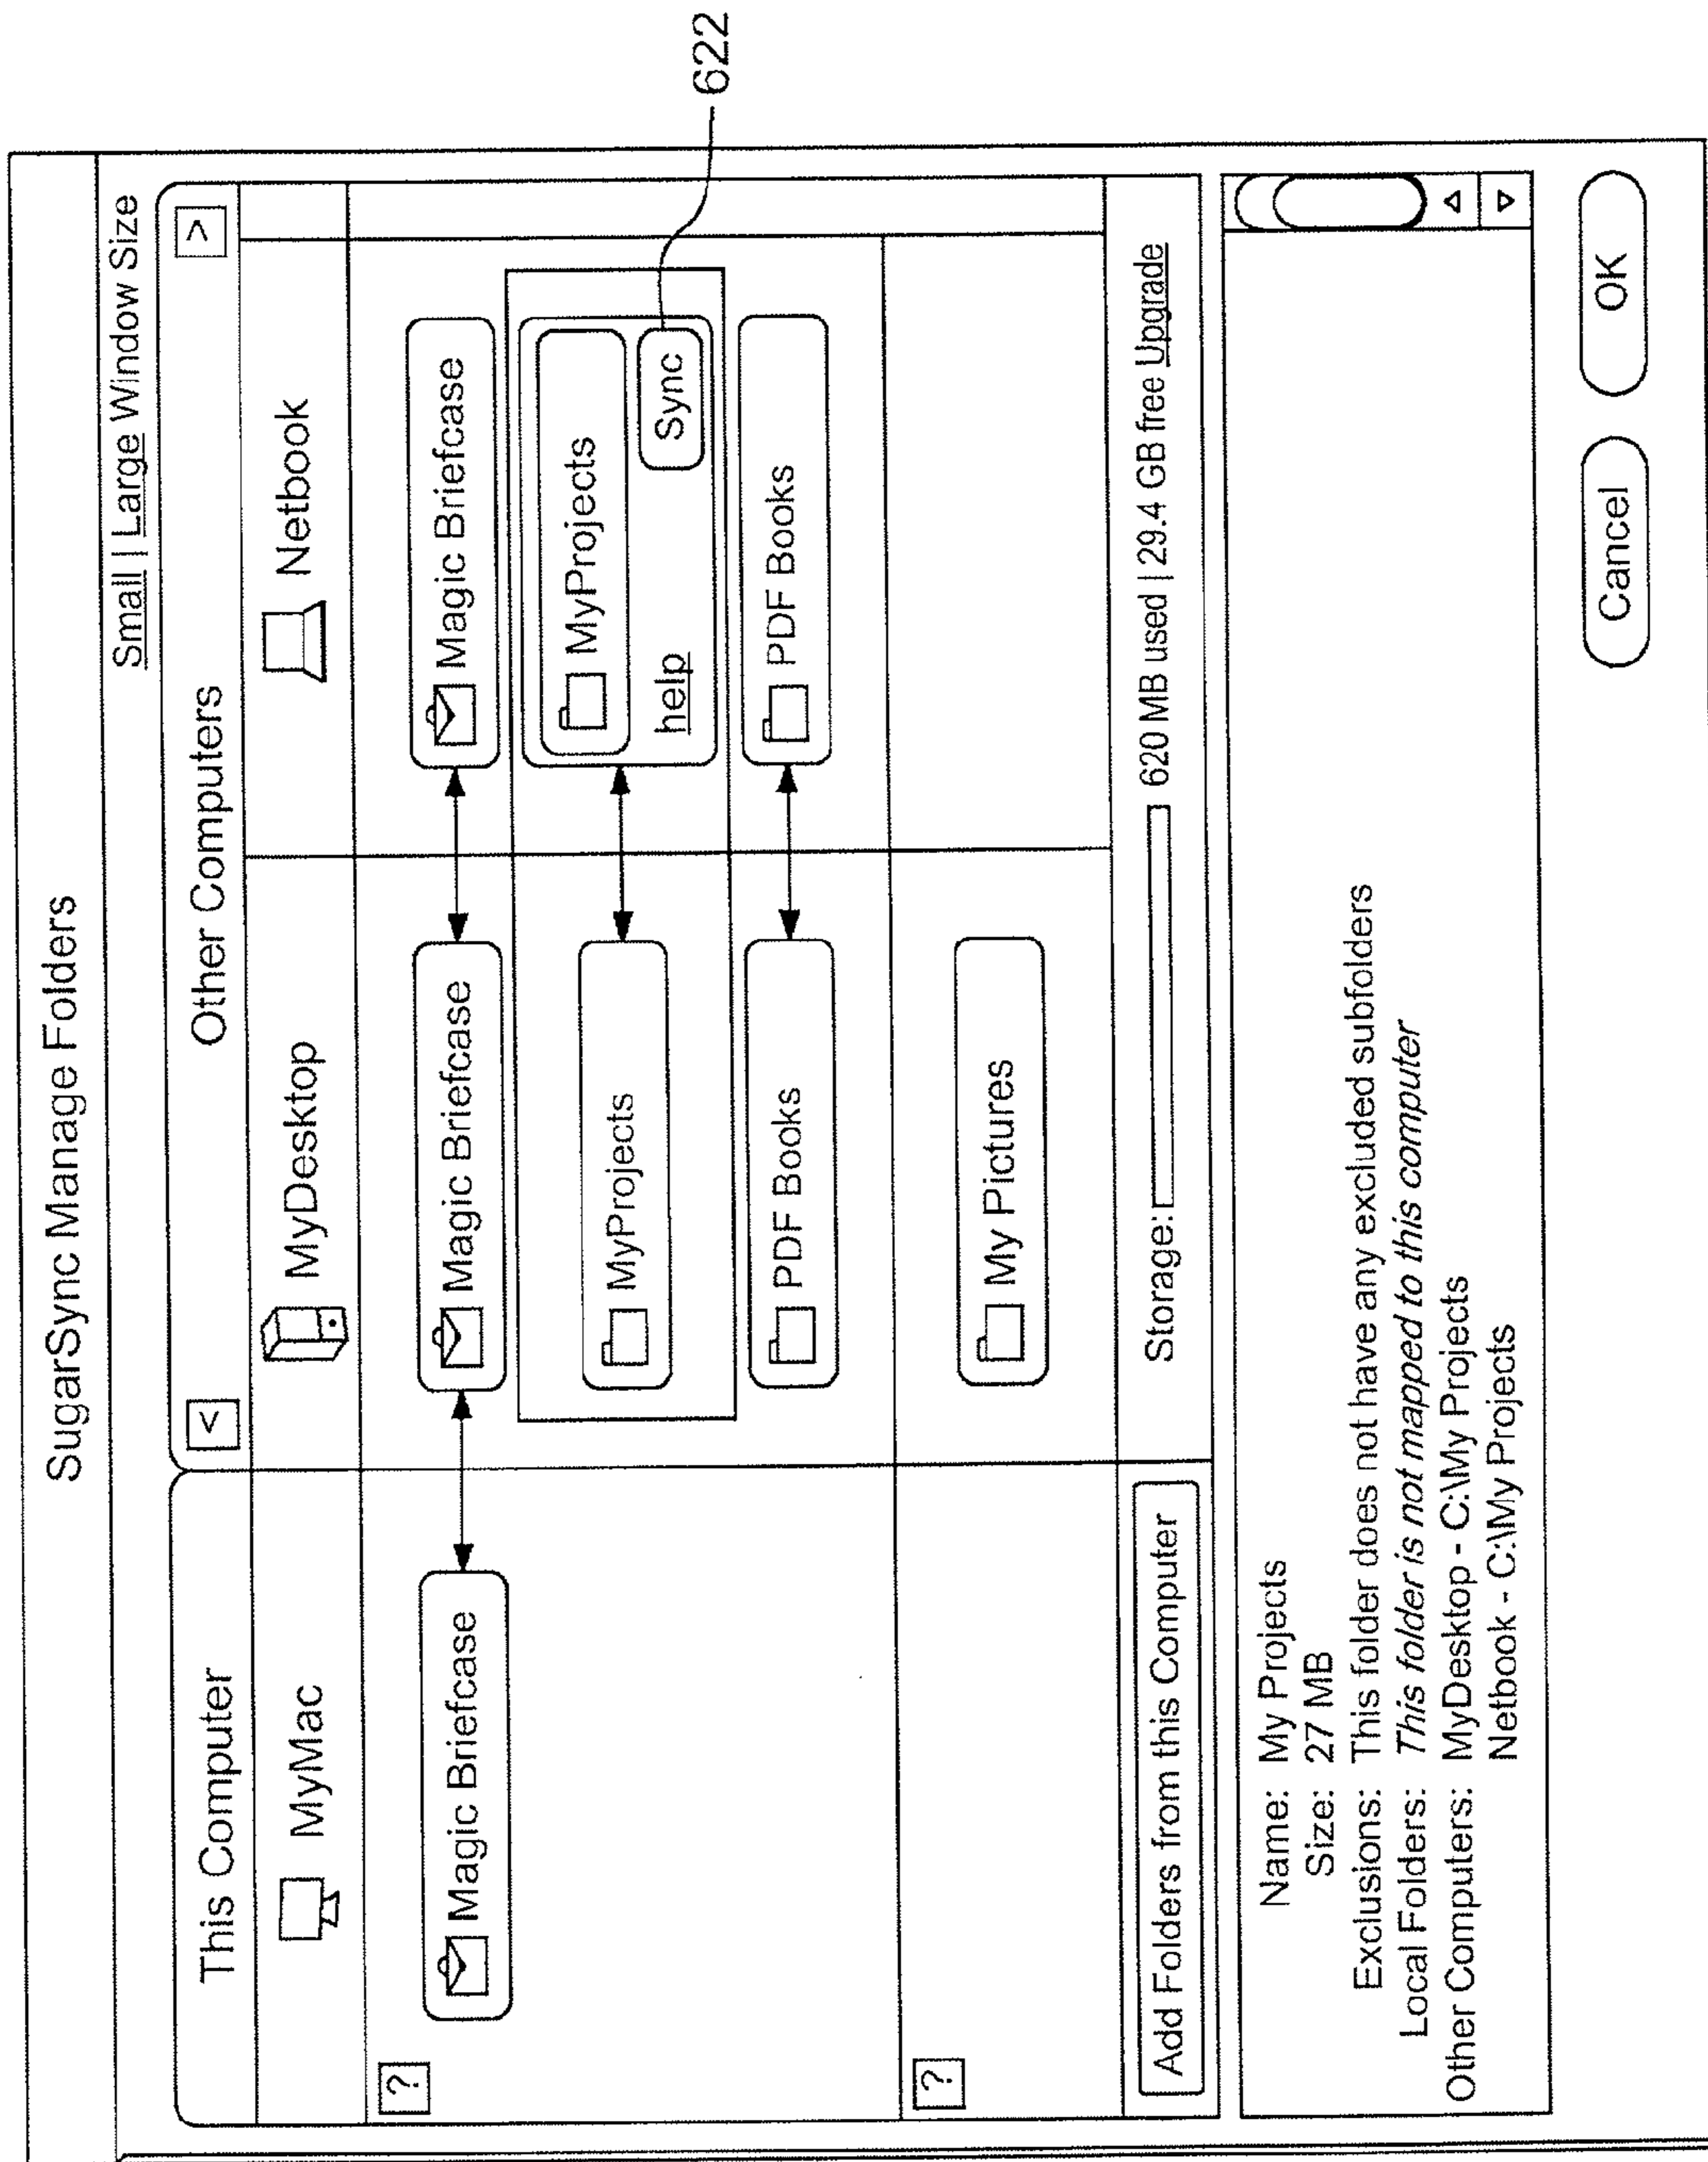 SugarSync Manage Folders
Small | Large Window Size
This Computer
< Other Computers >
MyMac
MyDesktop
Netbook
?
Magic Briefcase
Magic Briefcase
Magic Briefcase
MyProjects
MyProjects
help
Sync
622
PDF Books
PDF Books
?
My Pictures
Add Folders from this Computer
Storage: 620 MB used | 29.4 GB free Upgrade
Name: My Projects
Size: 27 MB
Exclusions: This folder does not have any excluded subfolders
Local Folders: This folder is not mapped to this computer
Other Computers: MyDesktop - C:\My Projects
Netbook - C:\My Projects
Cancel
OK